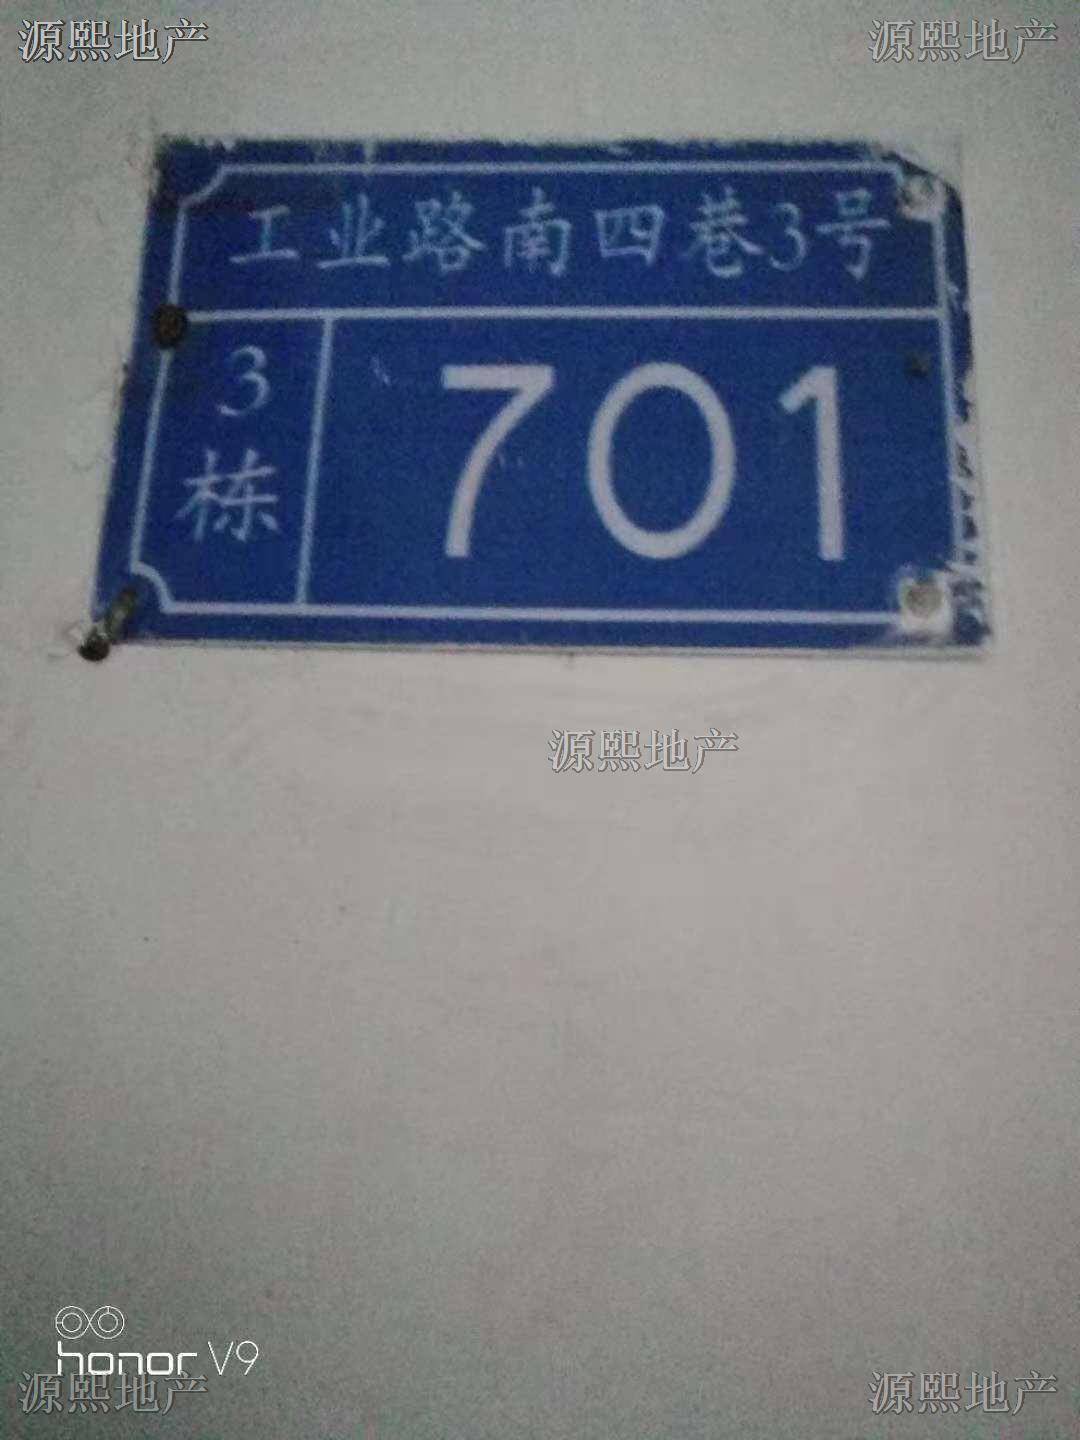 源熙地产 源熙地产
工业路南四巷3号
3栋
701
源熙地产
honor V9
源熙地产 源熙地产